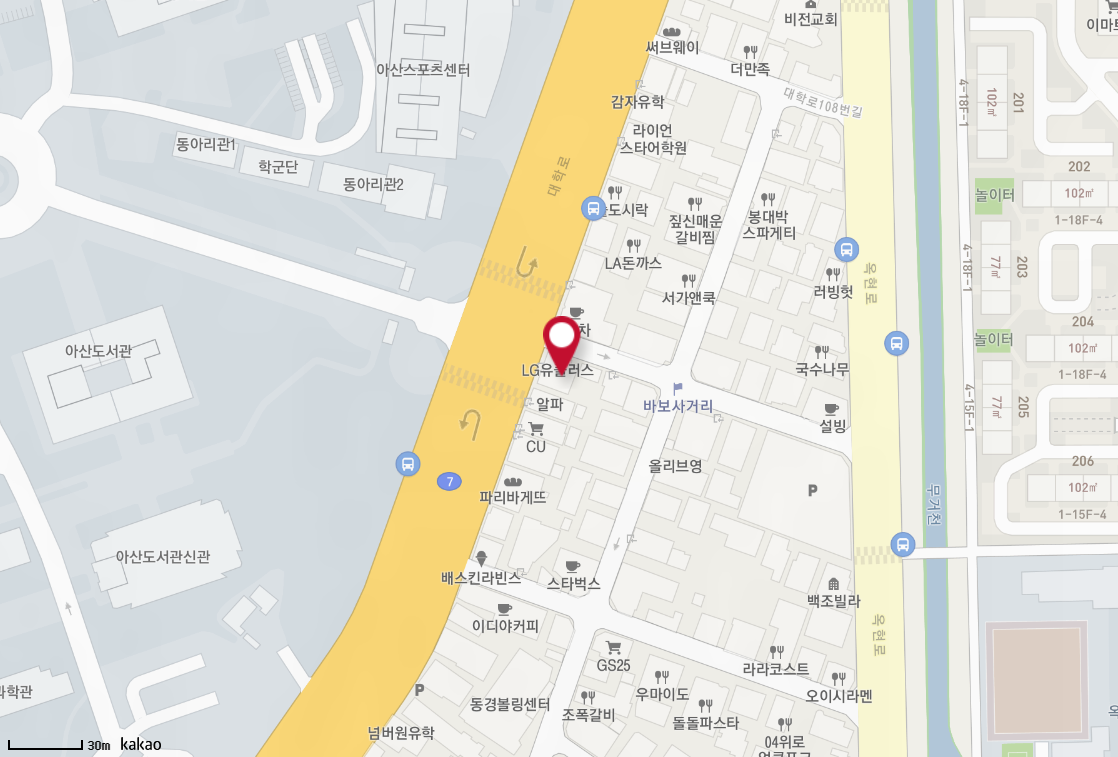 비전교회
이마트
써브웨이
더만족
아산스포츠센터
4-18F-1
102㎡
201
대학로108번길
감자유학
라이언
스타어학원
동아리관1
학군단
동아리관2
대학로
202
102㎡
1-18F-4
놀이터
도시락
짚신매운
갈비찜
봉대박
스파게티
LA돈까스
4-18F-1
77㎡
203
서가앤쿡
러빙헛
옥현로
204
102㎡
1-18F-4
놀이터
차
아산도서관
LG유플러스
국수나무
바보사거리
알파
4-15F-1
77㎡
205
설빙
CU
올리브영
206
102㎡
1-15F-4
7
파리바게뜨
P
무거천
아산도서관신관
배스킨라빈스
스타벅스
백조빌라
이디야커피
옥현로
GS25
라라코스트
과학관
P
우마이도
오이시라멘
동경볼링센터
조폭갈비
돌돌파스타
넘버원유학
04위로
30m
kakao